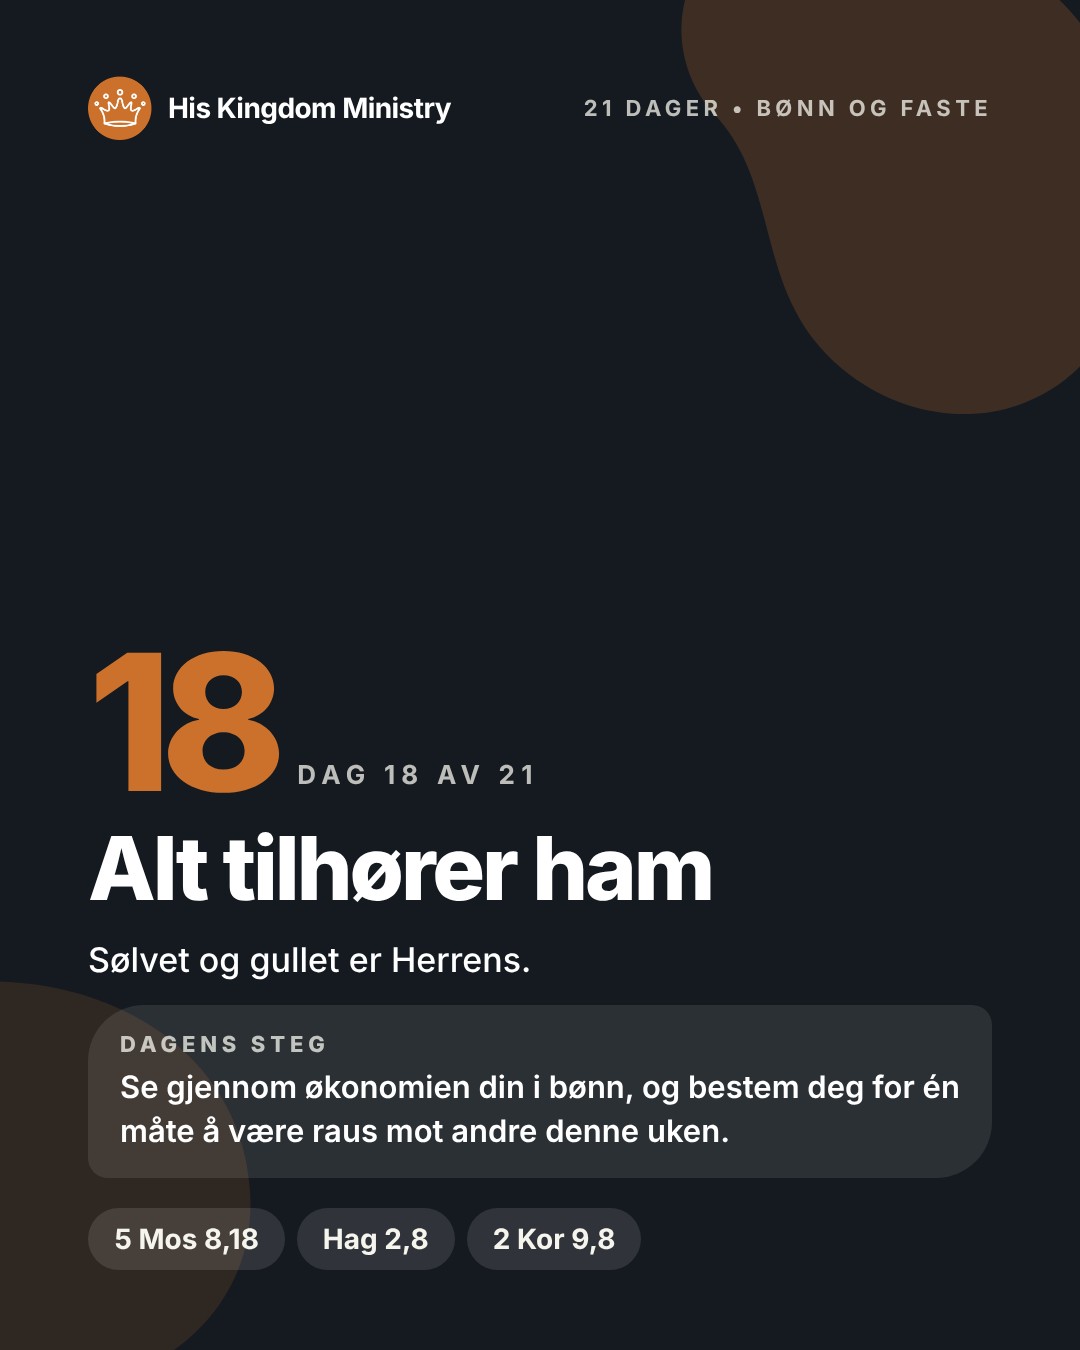 His Kingdom Ministry
21 DAGER • BØNN OG FASTE
18
DAG 18 AV 21
Alt tilhører ham
Sølvet og gullet er Herrens.
DAGENS STEG
Se gjennom økonomien din i bønn, og bestem deg for én
måte å være raus mot andre denne uken.
5 Mos 8,18
Hag 2,8
2 Kor 9,8